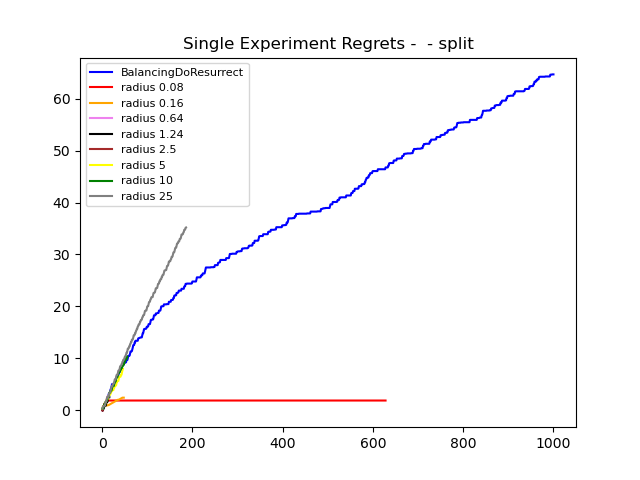 Single Experiment Regrets -  - split
BalancingDoResurrect
radius 0.08
radius 0.16
radius 0.64
radius 1.24
radius 2.5
radius 5
radius 10
radius 25
60
50
40
30
20
10
0
0 200 400 600 800 1000